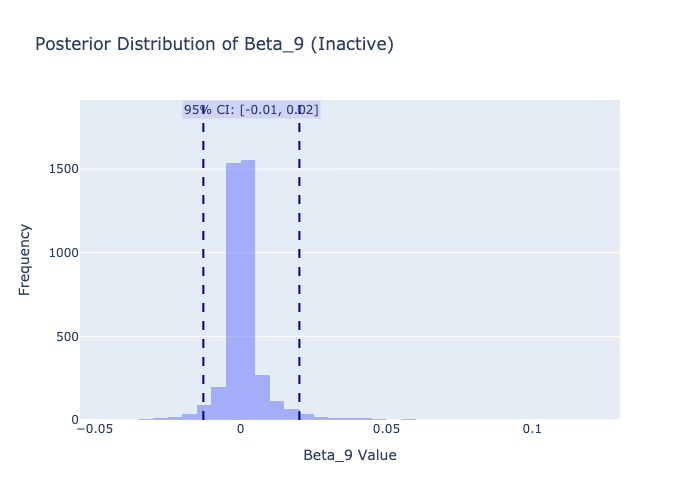 Posterior Distribution of Beta_9 (Inactive)
95% CI: [-0.01, 0.02]
1500
1000
500
0
Frequency
−0.05
0
0.05
0.1
Beta_9 Value